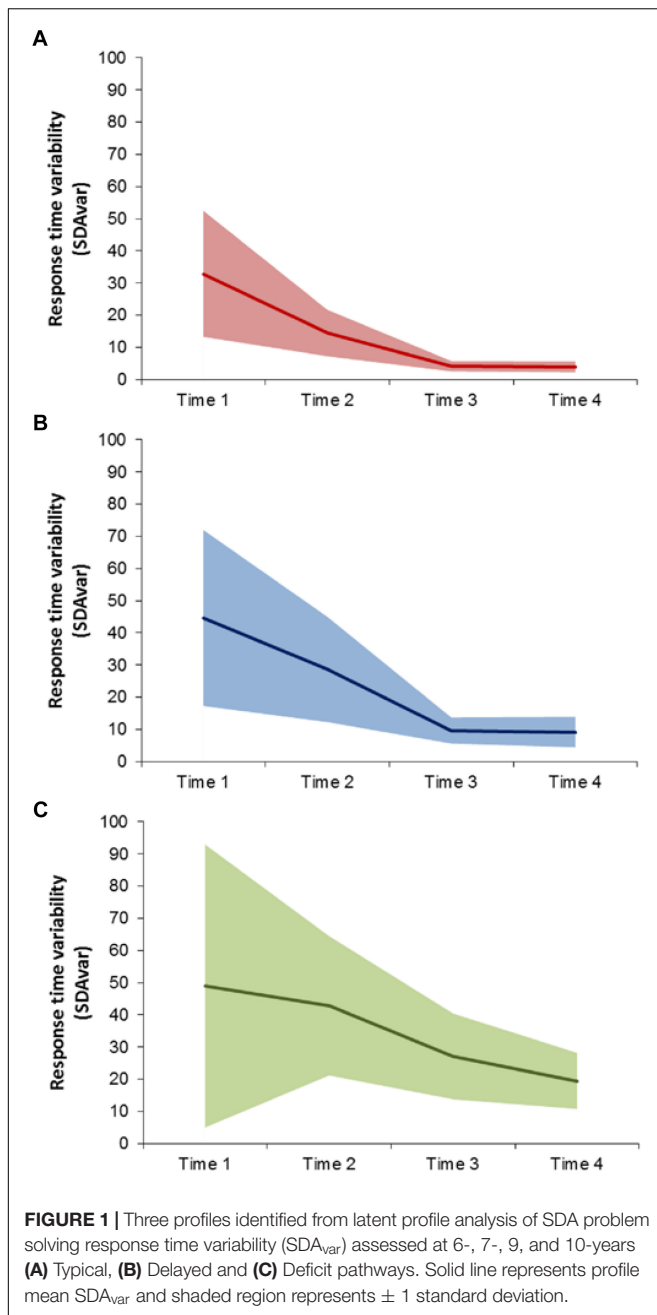 A
Response time variability
(SDAvar)
100
90
80
70
60
50
40
30
20
10
0
Time 1 Time 2 Time 3 Time 4
B
Response time variability
(SDAvar)
100
90
80
70
60
50
40
30
20
10
0
Time 1 Time 2 Time 3 Time 4
C
Response time variability
(SDAvar)
100
90
80
70
60
50
40
30
20
10
0
Time 1 Time 2 Time 3 Time 4
FIGURE 1 | Three profiles identified from latent profile analysis of SDA problem
solving response time variability (SDAvar) assessed at 6-, 7-, 9, and 10-years
(A) Typical, (B) Delayed and (C) Deficit pathways. Solid line represents profile
mean SDAvar and shaded region represents ± 1 standard deviation.